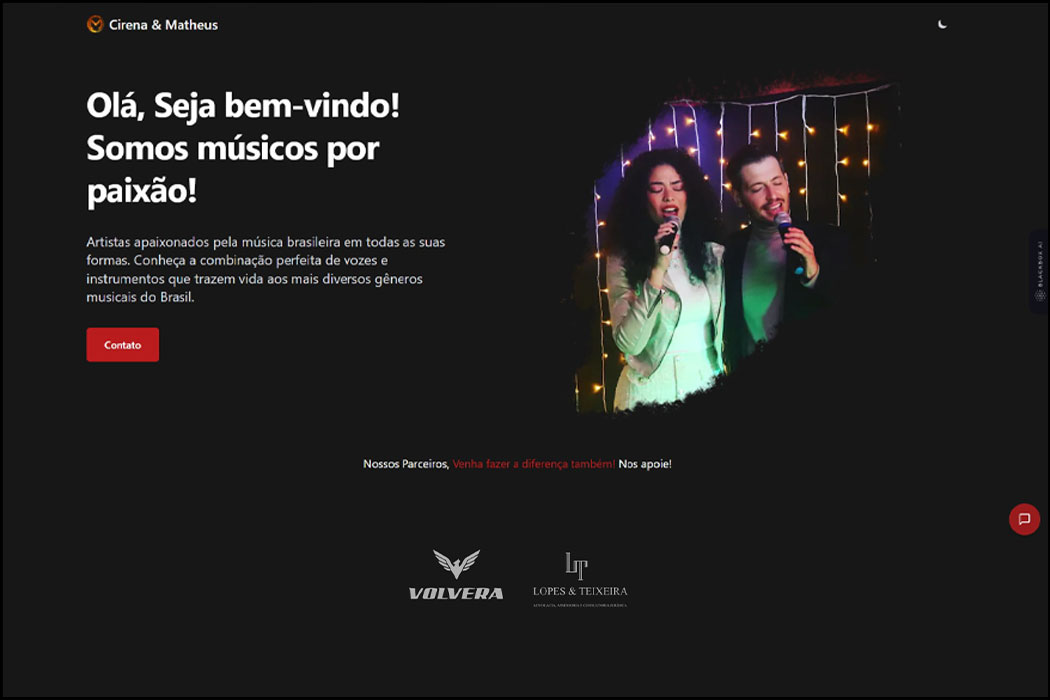 Cirena & Matheus
Olá, Seja bem-vindo!
Somos músicos por
paixão!
Artistas apaixonados pela música brasileira em todas as suas
formas. Conheça a combinação perfeita de vozes e
instrumentos que trazem vida aos mais diversos gêneros
musicais do Brasil.
Contato
BLACKBOX AI
Nossos Parceiros, Venha fazer a diferença também! Nos apoie!
LT
VOLVERA
LOPES & TEIXEIRA